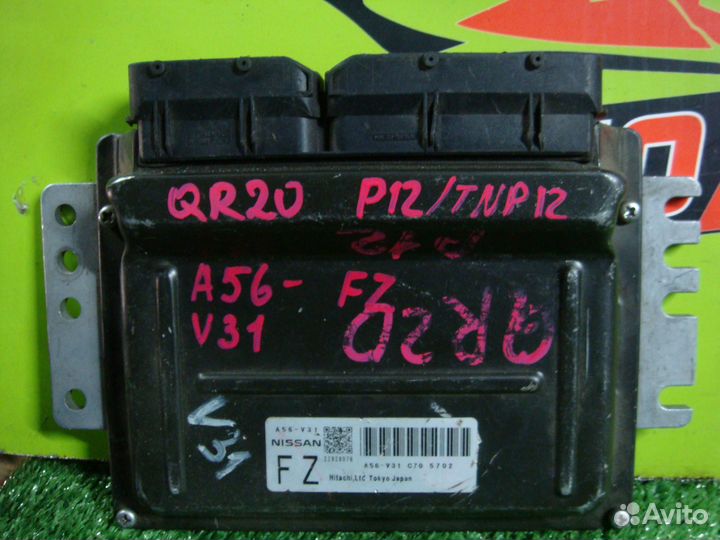 QR20 P12/TNP12
P12
A56- FZ
V31
QR20
V31
A56-V31
NISSAN
FZ
A56-V31 C70 5702
Hitachi,Ltd Tokyo Japan
Avito